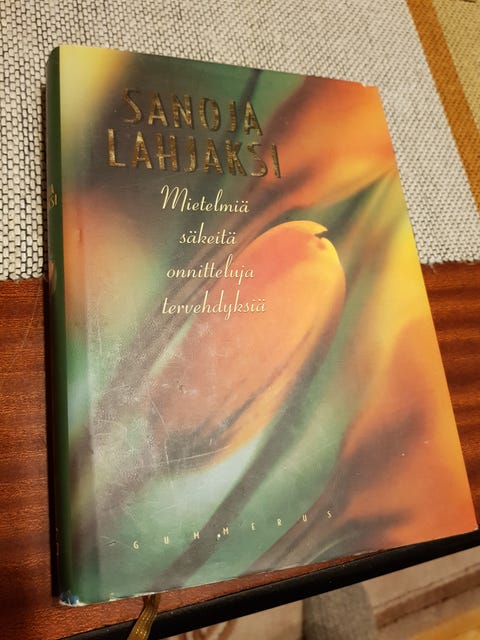 SANOJA
LAHJAKSI
Mietelmiä
säkeitä
onnitteluja
tervehdyksiä
GUMMERUS